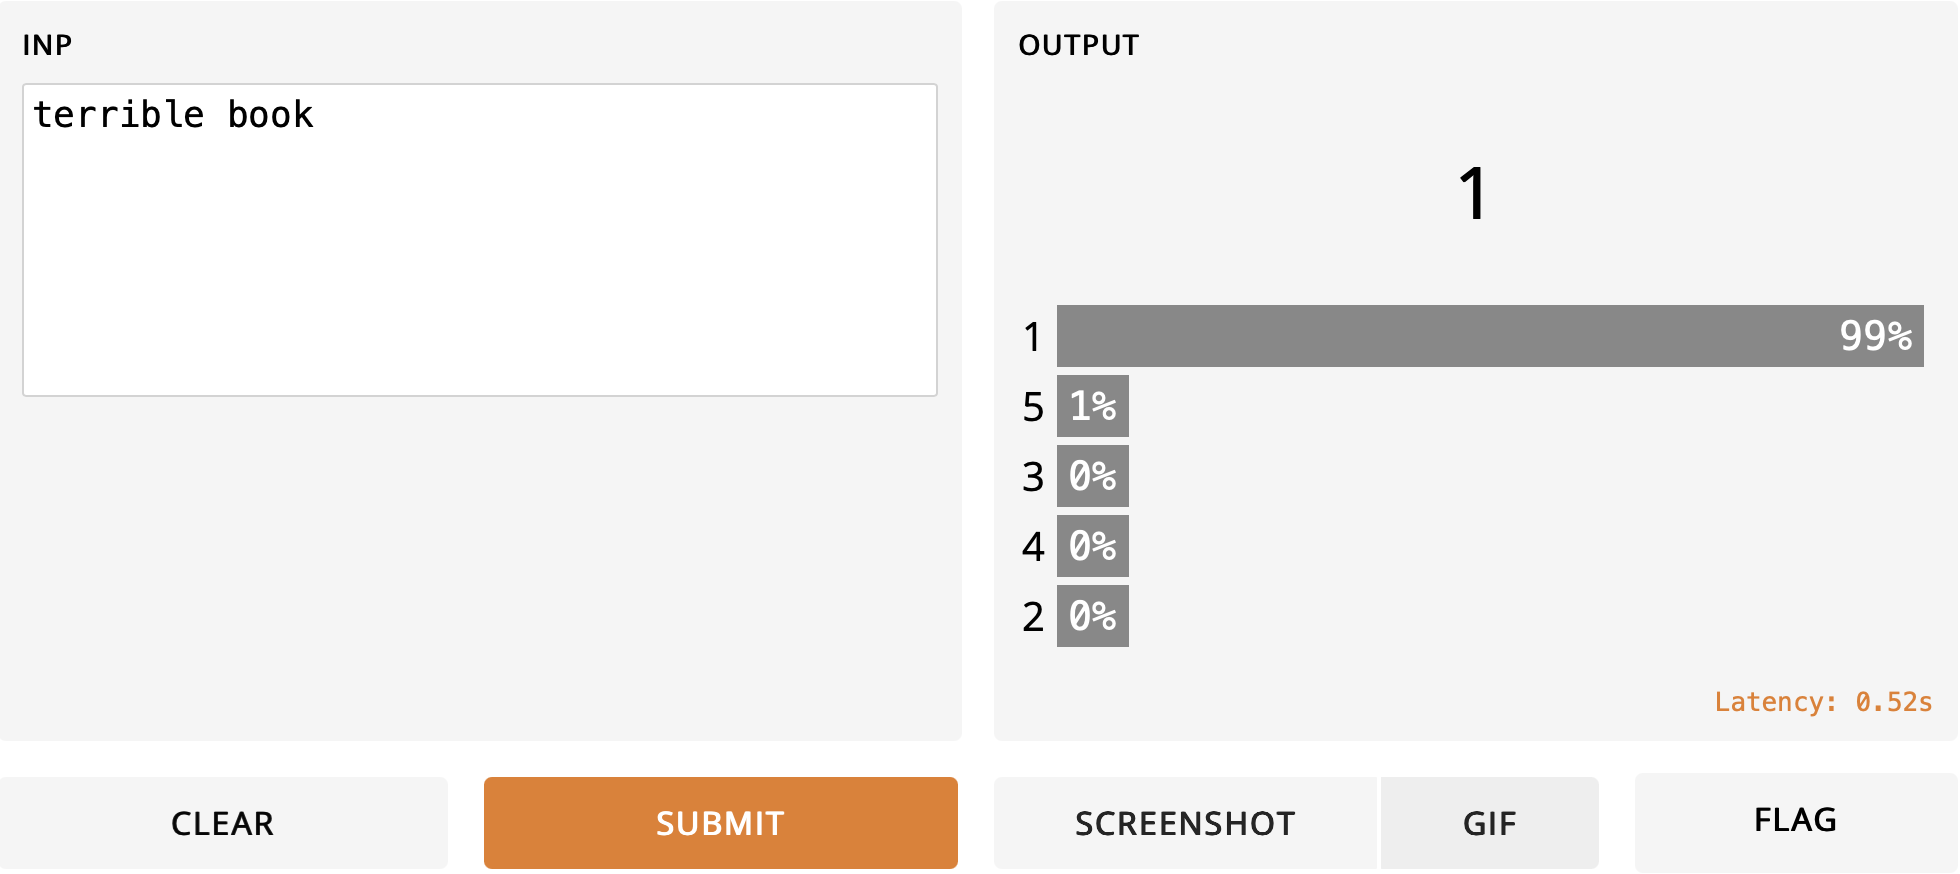 INP
terrible book
OUTPUT
1
1 99%
5 1%
3 0%
4 0%
2 0%
Latency: 0.52s
CLEAR
SUBMIT
SCREENSHOT
GIF
FLAG